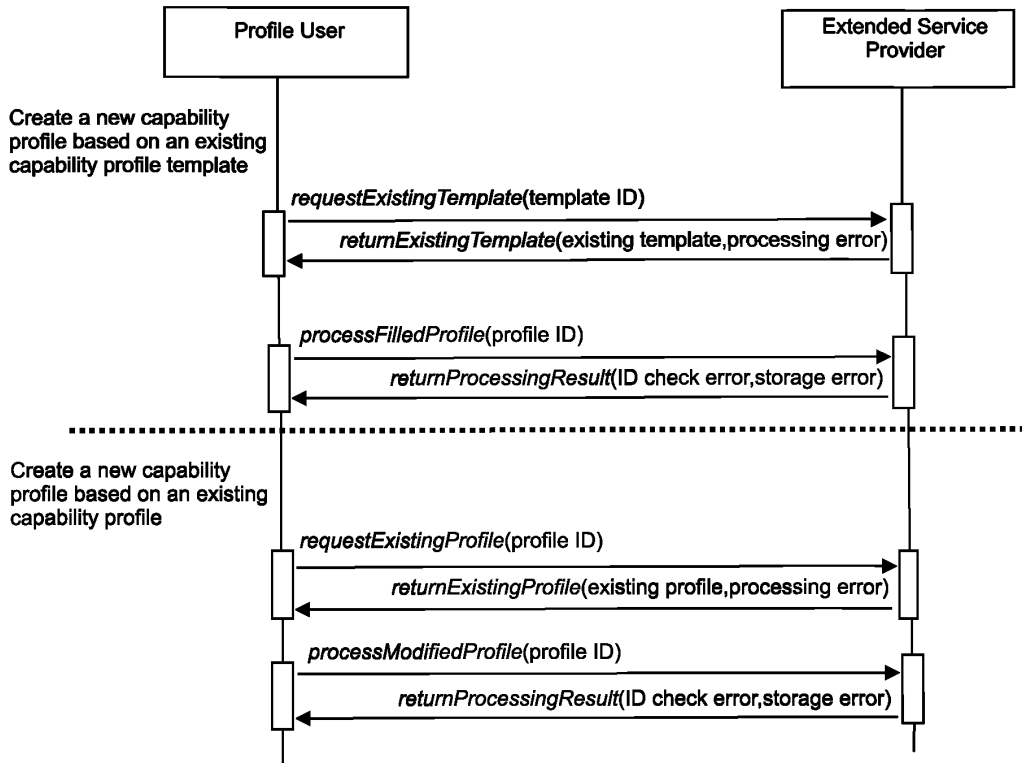 Profile User
Extended Service
Provider
Create a new capability
profile based on an existing
capability profile template
requestExistingTemplate(template ID)
returnExistingTemplate(existing template,processing error)
processFilledProfile(profile ID)
returnProcessingResult(ID check error,storage error)
Create a new capability
profile based on an existing
capability profile
requestExistingProfile(profile ID)
returnExistingProfile(existing profile,processing error)
processModifiedProfile(profile ID)
returnProcessingResult(ID check error,storage error)